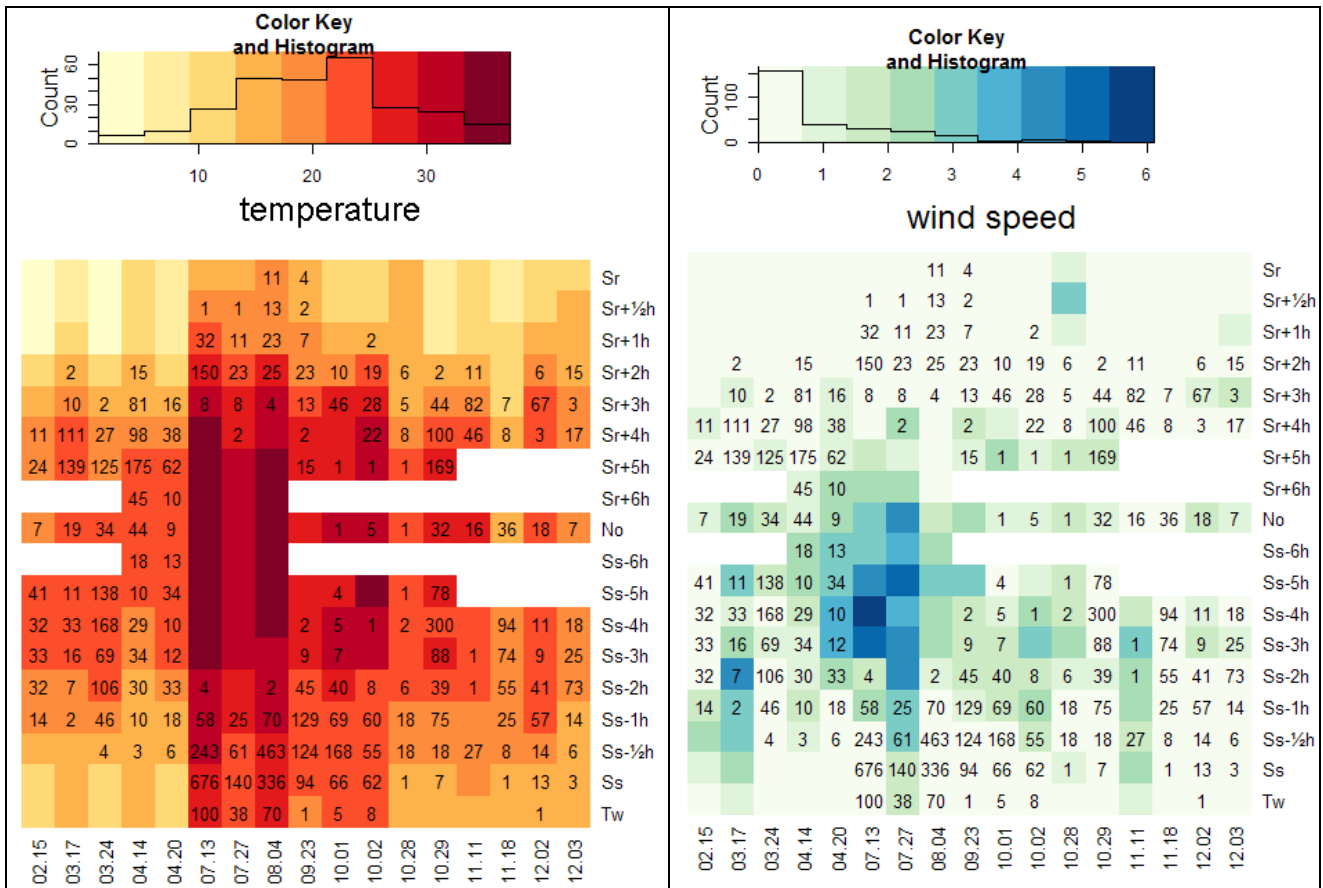 Color Key
and Histogram
Count
60
30
0
10 20 30
temperature
11 4 Sr
1 1 13 2 Sr+½h
32 11 23 7 2 Sr+1h
2 15 150 23 25 23 10 19 6 2 11 6 15 Sr+2h
10 2 81 16 8 8 4 13 46 28 5 44 82 7 67 3 Sr+3h
11 111 27 98 38 2 2 22 8 100 46 8 3 17 Sr+4h
24 139 125 175 62 15 1 1 1 169 Sr+5h
45 10 Sr+6h
7 19 34 44 9 1 5 1 32 16 36 18 7 No
18 13 Ss-6h
41 11 138 10 34 4 1 78 Ss-5h
32 33 168 29 10 2 5 1 2 300 94 11 18 Ss-4h
33 16 69 34 12 9 7 88 1 74 9 25 Ss-3h
32 7 106 30 33 4 2 45 40 8 6 39 1 55 41 73 Ss-2h
14 2 46 10 18 58 25 70 129 69 60 18 75 25 57 14 Ss-1h
4 3 6 243 61 463 124 168 55 18 18 27 8 14 6 Ss-½h
676 140 336 94 66 62 1 7 1 13 3 Ss
100 38 70 1 5 8 1 Tw
02.15 03.17 03.24 04.14 04.20 07.13 07.27 08.04 09.23 10.01 10.02 10.28 10.29 11.11 11.18 12.02 12.03
Color Key
and Histogram
Count
100
0
0 1 2 3 4 5 6
wind speed
11 4 Sr
1 1 13 2 Sr+½h
32 11 23 7 2 Sr+1h
2 15 150 23 25 23 10 19 6 2 11 6 15 Sr+2h
10 2 81 16 8 8 4 13 46 28 5 44 82 7 67 3 Sr+3h
11 111 27 98 38 2 2 22 8 100 46 8 3 17 Sr+4h
24 139 125 175 62 15 1 1 1 169 Sr+5h
45 10 Sr+6h
7 19 34 44 9 1 5 1 32 16 36 18 7 No
18 13 Ss-6h
41 11 138 10 34 4 1 78 Ss-5h
32 33 168 29 10 2 5 1 2 300 94 11 18 Ss-4h
33 16 69 34 12 9 7 88 1 74 9 25 Ss-3h
32 7 106 30 33 4 2 45 40 8 6 39 1 55 41 73 Ss-2h
14 2 46 10 18 58 25 70 129 69 60 18 75 25 57 14 Ss-1h
4 3 6 243 61 463 124 168 55 18 18 27 8 14 6 Ss-½h
676 140 336 94 66 62 1 7 1 13 3 Ss
100 38 70 1 5 8 1 Tw
02.15 03.17 03.24 04.14 04.20 07.13 07.27 08.04 09.23 10.01 10.02 10.28 10.29 11.11 11.18 12.02 12.03